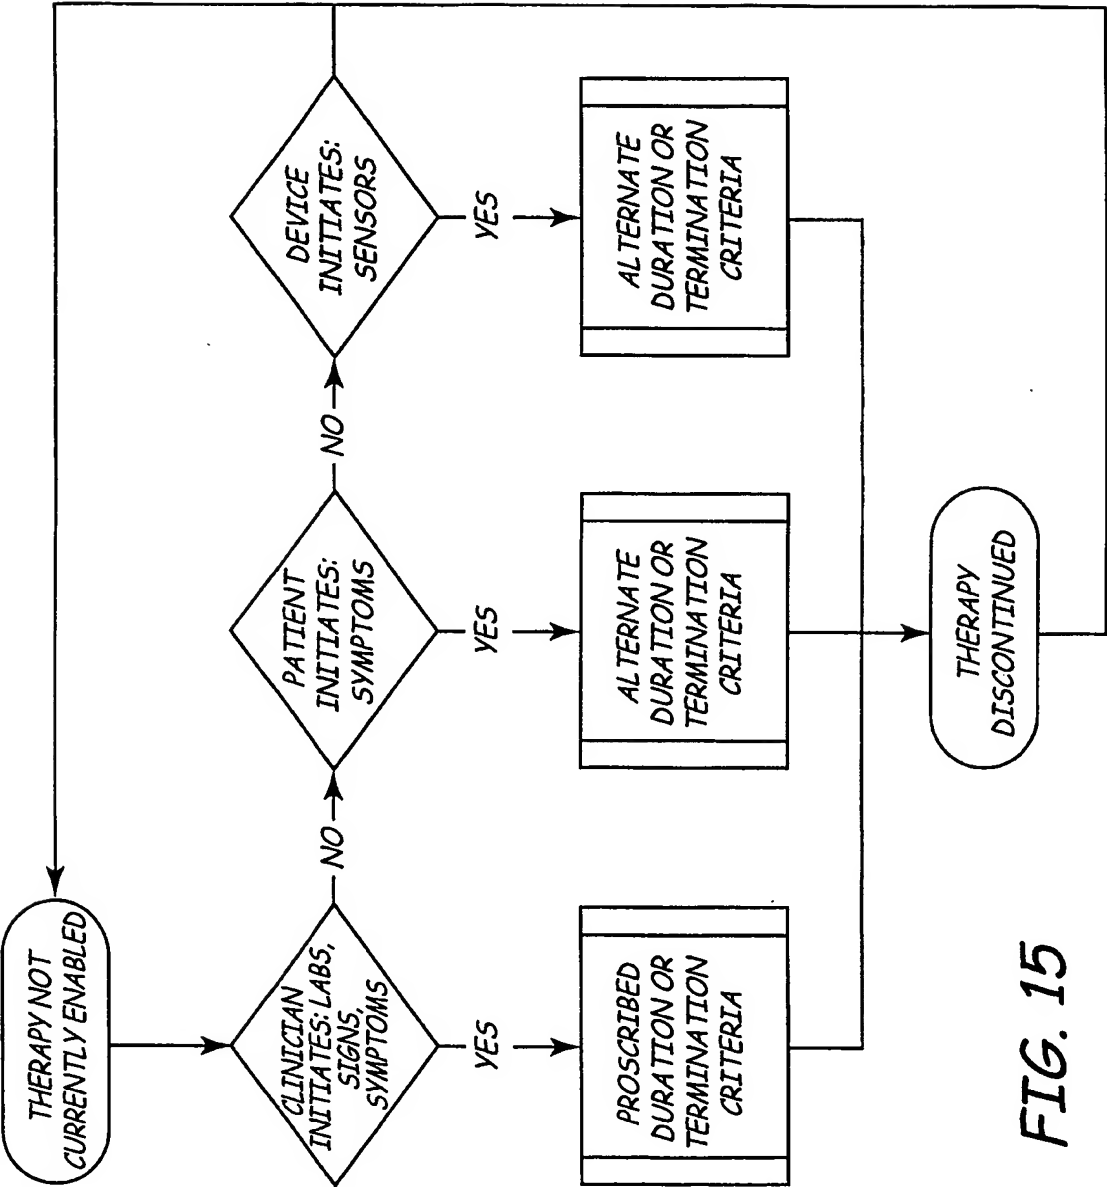 THERAPY NOT
CURRENTLY ENABLED
CLINICIAN
INITIATES: LABS,
SIGNS,
SYMPTOMS
NO
PATIENT
INITIATES:
SYMPTOMS
NO
DEVICE
INITIATES:
SENSORS
YES
YES
YES
PROSCRIBED
DURATION OR
TERMINATION
CRITERIA
ALTERNATE
DURATION OR
TERMINATION
CRITERIA
ALTERNATE
DURATION OR
TERMINATION
CRITERIA
THERAPY
DISCONTINUED
FIG. 15